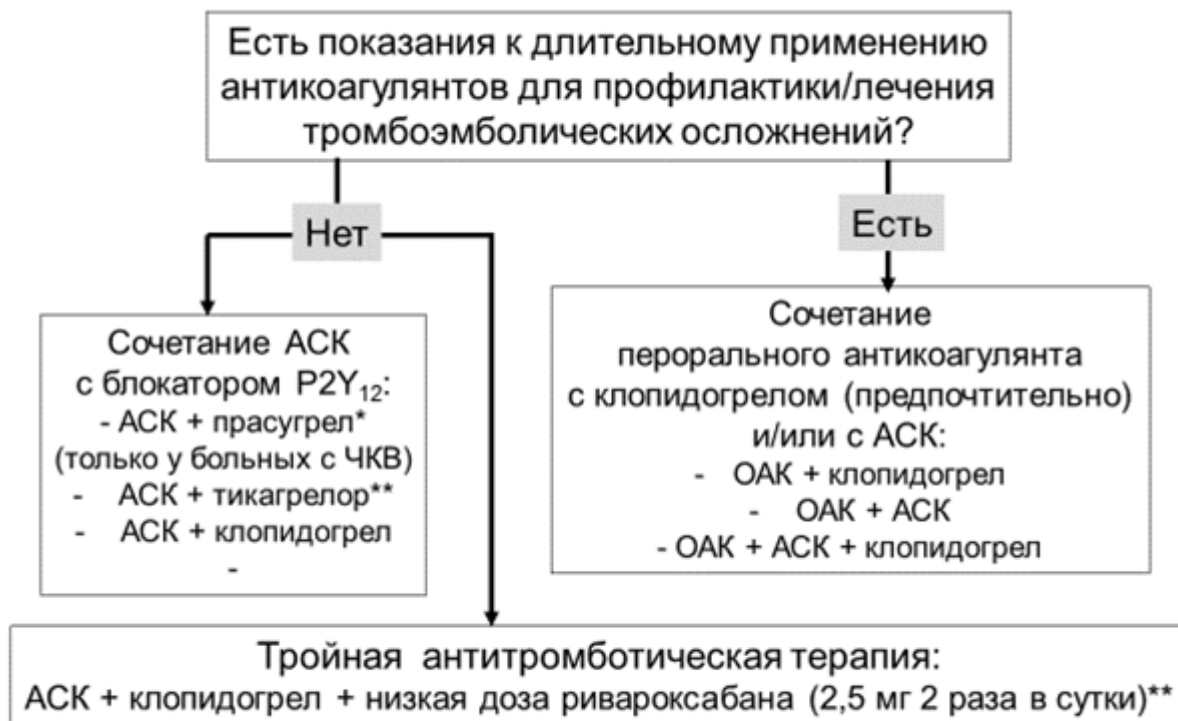 Есть показания к длительному применению
антикоагулянтов для профилактики/лечения
тромбоэмболических осложнений?
Нет
Есть
Сочетание АСК
с блокатором P2Y₁₂:
- АСК + прасугрел*
(только у больных с ЧКВ)
- АСК + тикагрелор**
- АСК + клопидогрел
-
Сочетание
перорального антикоагулянта
с клопидогрелом (предпочтительно)
и/или с АСК:
- ОАК + клопидогрел
- ОАК + АСК
- ОАК + АСК + клопидогрел
Тройная антитромботическая терапия:
АСК + клопидогрел + низкая доза ривароксабана (2,5 мг 2 раза в сутки)**